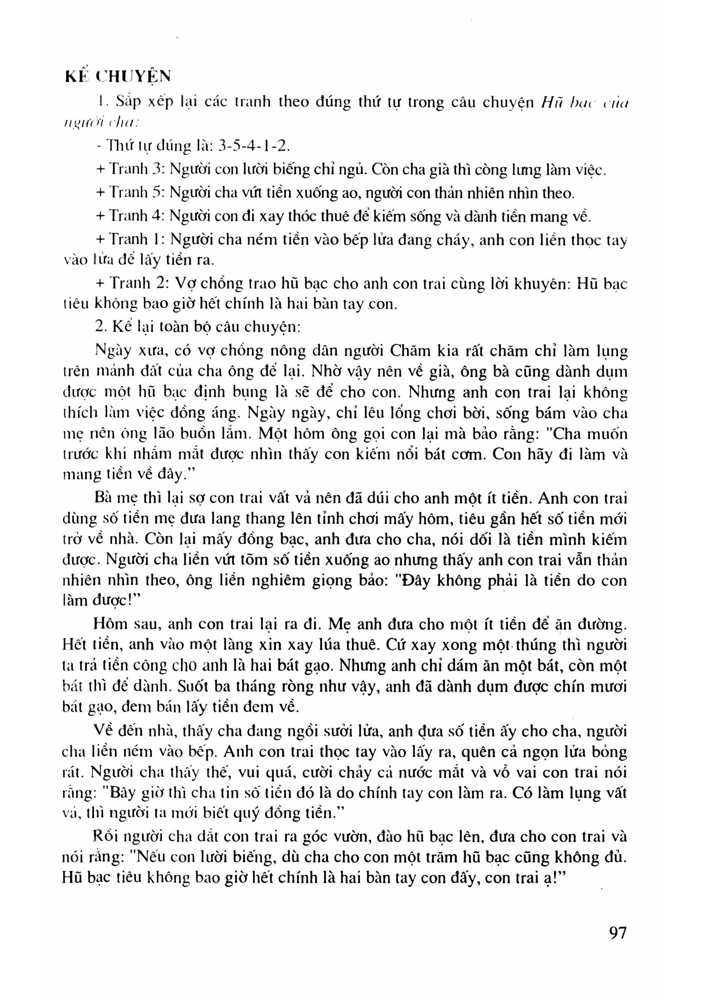 KỂ CHUYỆN
1. Sắp xếp lại các tranh theo đúng thứ tự trong câu chuyện Hũ bạc của
người cha:
- Thứ tự đúng là: 3-5-4-1-2.
+ Tranh 3: Người con lười biếng chỉ ngủ. Còn cha già thì còng lưng làm việc.
+ Tranh 5: Người cha vứt tiền xuống ao, người con thản nhiên nhìn theo.
+ Tranh 4: Người con đi xay thóc thuê để kiếm sống và dành tiền mang về.
+ Tranh 1: Người cha ném tiền vào bếp lửa đang cháy, anh con liền thọc tay
vào lửa để lấy tiền ra.
+ Tranh 2: Vợ chồng trao hũ bạc cho anh con trai cùng lời khuyên: Hũ bạc
tiêu không bao giờ hết chính là hai bàn tay con.
2. Kể lại toàn bộ câu chuyện:
Ngày xưa, có vợ chồng nông dân người Chăm kia rất chăm chỉ làm lụng
trên mảnh đất của cha ông để lại. Nhờ vậy nên về già, ông bà cũng dành dụm
được một hũ bạc định bụng là sẽ để cho con. Nhưng anh con trai lại không
thích làm việc đồng áng. Ngày ngày, chỉ lêu lổng chơi bời, sống bám vào cha
mẹ nên ông lão buồn lắm. Một hôm ông gọi con lại mà bảo rằng: "Cha muốn
trước khi nhắm mắt được nhìn thấy con kiếm nổi bát cơm. Con hãy đi làm và
mang tiền về đây.”
Bà mẹ thì lại sợ con trai vất vả nên đã dúi cho anh một ít tiền. Anh con trai
dùng số tiền mẹ đưa lang thang lên tỉnh chơi mấy hôm, tiêu gần hết số tiền mới
trở về nhà. Còn lại mấy đồng bạc, anh đưa cho cha, nói dối là tiền mình kiếm
được. Người cha liền vứt tõm số tiền xuống ao nhưng thấy anh con trai vẫn thản
nhiên nhìn theo, ông liền nghiêm giọng bảo: "Đây không phải là tiền do con
làm được!”
Hôm sau, anh con trai lại ra đi. Mẹ anh đưa cho một ít tiền để ăn đường.
Hết tiền, anh vào một làng xin xay lúa thuê. Cứ xay xong một thúng thì người
ta trả tiền công cho anh là hai bát gạo. Nhưng anh chỉ dám ăn một bát, còn một
bát thì để dành. Suốt ba tháng ròng như vậy, anh đã dành dụm được chín mươi
bát gạo, đem bán lấy tiền đem về.
Về đến nhà, thấy cha đang ngồi sưởi lửa, anh đưa số tiền ấy cho cha, người
cha liền ném vào bếp. Anh con trai thọc tay vào lấy ra, quên cả ngọn lửa bỏng
rát. Người cha thấy thế, vui quá, cười chảy cả nước mắt và vỗ vai con trai nói
rằng: "Bây giờ thì cha tin số tiền đó là do chính tay con làm ra. Có làm lụng vất
vả, thì người ta mới biết quý đồng tiền.”
Rồi người cha dắt con trai ra góc vườn, đào hũ bạc lên, đưa cho con trai và
nói rằng: "Nếu con lười biếng, dù cha cho con một trăm hũ bạc cũng không đủ.
Hũ bạc tiêu không bao giờ hết chính là hai bàn tay con đấy, con trai ạ!”
97